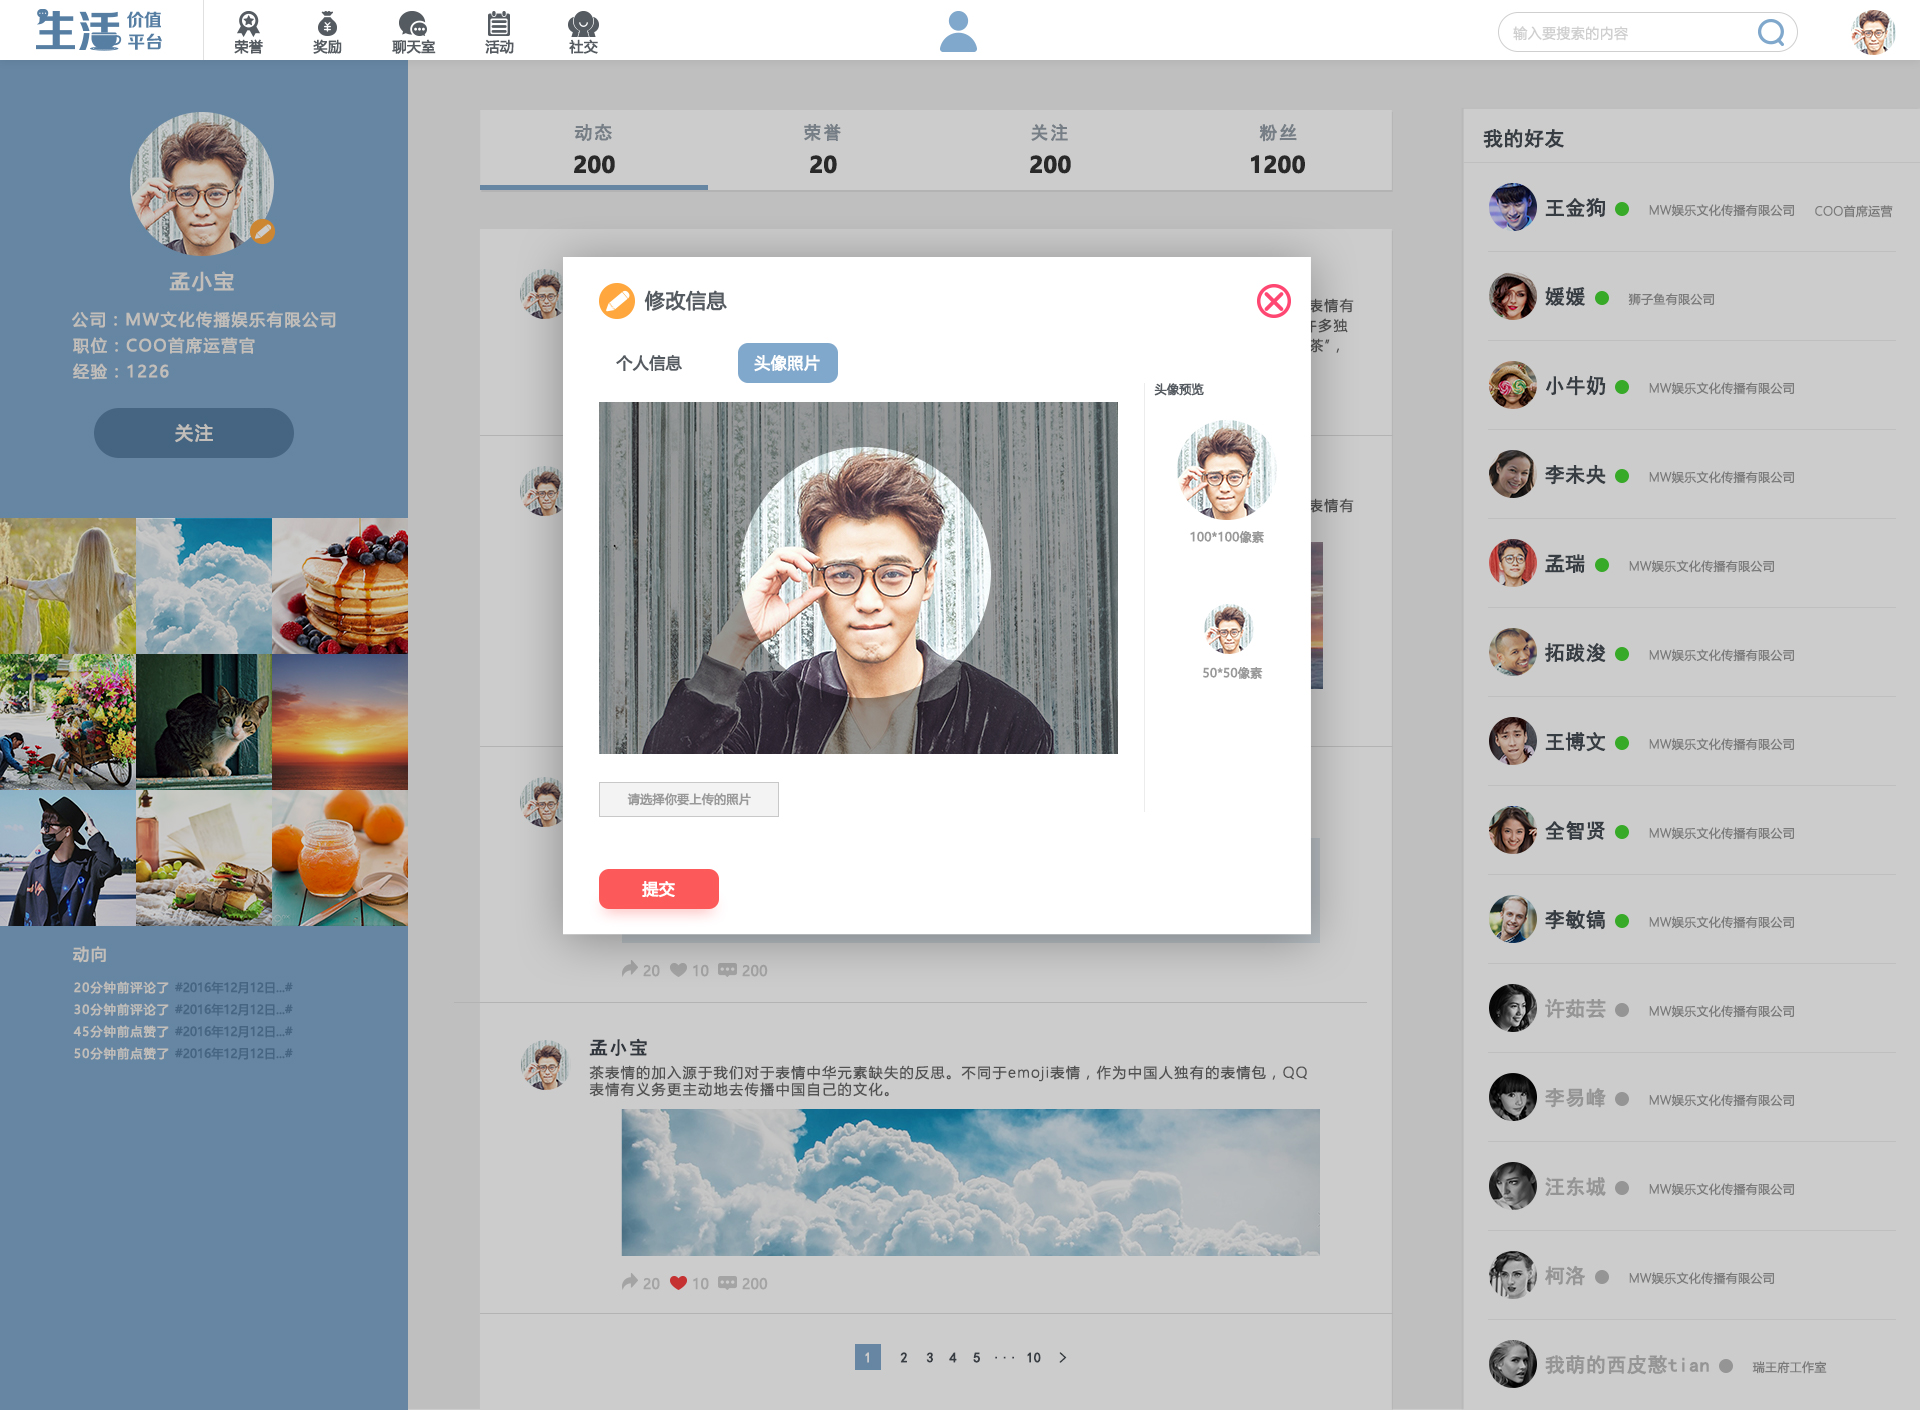 生活 价值
平台
荣誉
奖励
聊天室
活动
社交
输入要搜索的内容
孟小宝
公司：MW文化传播娱乐有限公司
职位：COO首席运营官
经验：1226
关注
动向
20分钟前评论了 #2016年12月12日...#
30分钟前评论了 #2016年12月12日...#
45分钟前点赞了 #2016年12月12日...#
50分钟前点赞了 #2016年12月12日...#
动态
200
荣誉
20
关注
200
粉丝
1200
表情有
许多独
茶"，
表情有
修改信息
个人信息
头像照片
头像预览
100*100像素
50*50像素
请选择你要上传的照片
提交
20 10 200
孟小宝
茶表情的加入源于我们对于表情中华元素缺失的反思。不同于emoji表情，作为中国人独有的表情包，QQ
表情有义务更主动地去传播中国自己的文化。
20 10 200
1 2 3 4 5 ··· 10 >
我的好友
王金狗 MW娱乐文化传播有限公司 COO首席运营
媛媛 狮子鱼有限公司
小牛奶 MW娱乐文化传播有限公司
李未央 MW娱乐文化传播有限公司
孟瑞 MW娱乐文化传播有限公司
拓跋浚 MW娱乐文化传播有限公司
王博文 MW娱乐文化传播有限公司
全智贤 MW娱乐文化传播有限公司
李敏镐 MW娱乐文化传播有限公司
许茹芸 MW娱乐文化传播有限公司
李易峰 MW娱乐文化传播有限公司
汪东城 MW娱乐文化传播有限公司
柯洛 MW娱乐文化传播有限公司
我萌的西皮憨tian 瑞王府工作室